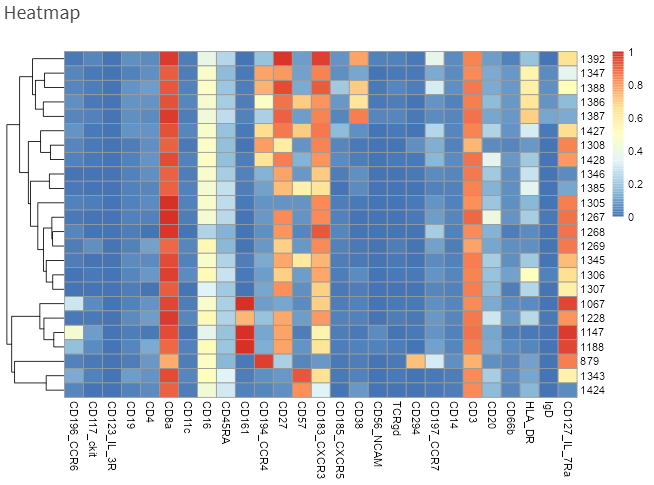 Heatmap
1392
1347
1388
1386
1387
1427
1308
1428
1346
1385
1305
1267
1268
1269
1345
1306
1307
1067
1228
1147
1188
879
1343
1424
1
0.8
0.6
0.4
0.2
0
CD196_CCR6
CD117_ckit
CD123_IL_3R
CD19
CD4
CD8a
CD11c
CD16
CD45RA
CD161
CD194_CCR4
CD27
CD57
CD183_CXCR3
CD185_CXCR5
CD38
CD56_NCAM
TCRgd
CD294
CD197_CCR7
CD14
CD3
CD20
CD66b
HLA_DR
IgD
CD127_IL_7Ra